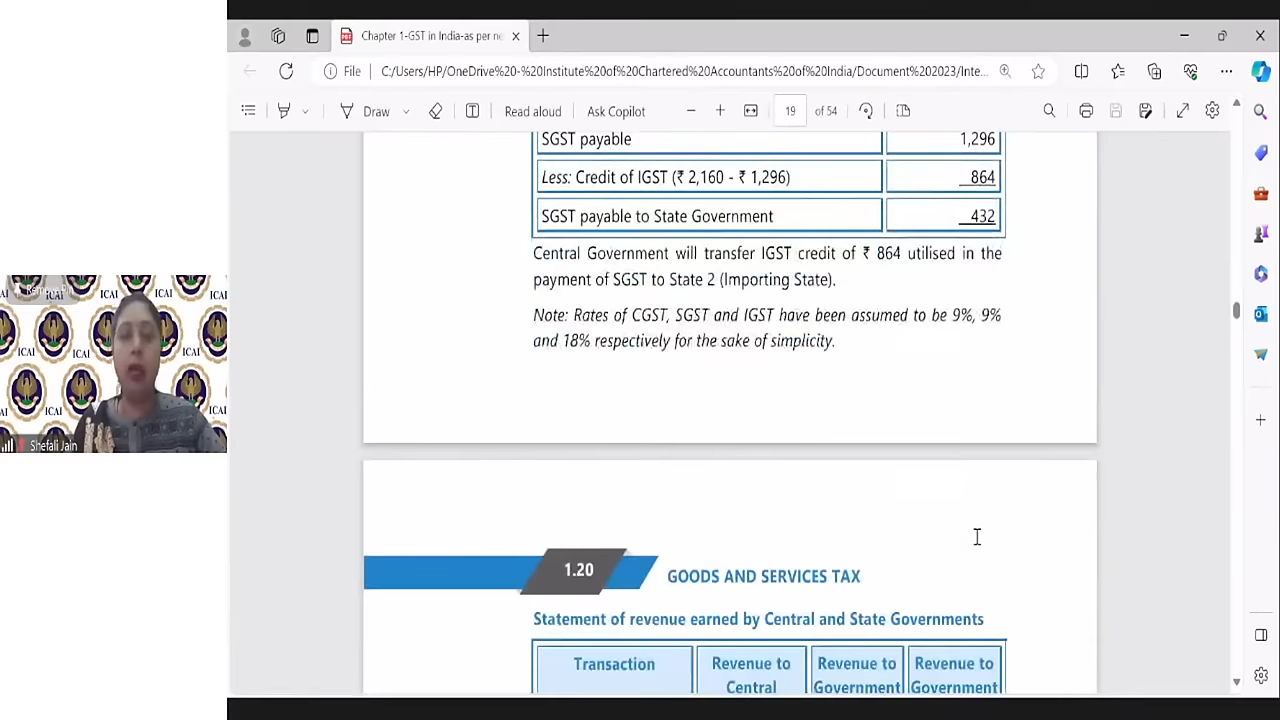 Chapter 1-GST in India-as per ne
File
C:/Users/HP/OneDrive%20-%20Institute%20of%20Chartered%20Accountants%20of%20India/Document%202023/Inte...
Draw
Read aloud
Ask Copilot
19
of 54
SGST payable
1,296
Less: Credit of IGST (₹ 2,160 - ₹ 1,296)
864
SGST payable to State Government
432
Central Government will transfer IGST credit of ₹ 864 utilised in the
payment of SGST to State 2 (Importing State).
Note: Rates of CGST, SGST and IGST have been assumed to be 9%, 9%
and 18% respectively for the sake of simplicity.
ICAI
ICAI
ICAI
ICAI
ICAI
ICAI
Shefali Jain
1.20
GOODS AND SERVICES TAX
Statement of revenue earned by Central and State Governments
Transaction
Revenue to
Central
Revenue to
Government
Revenue to
Government